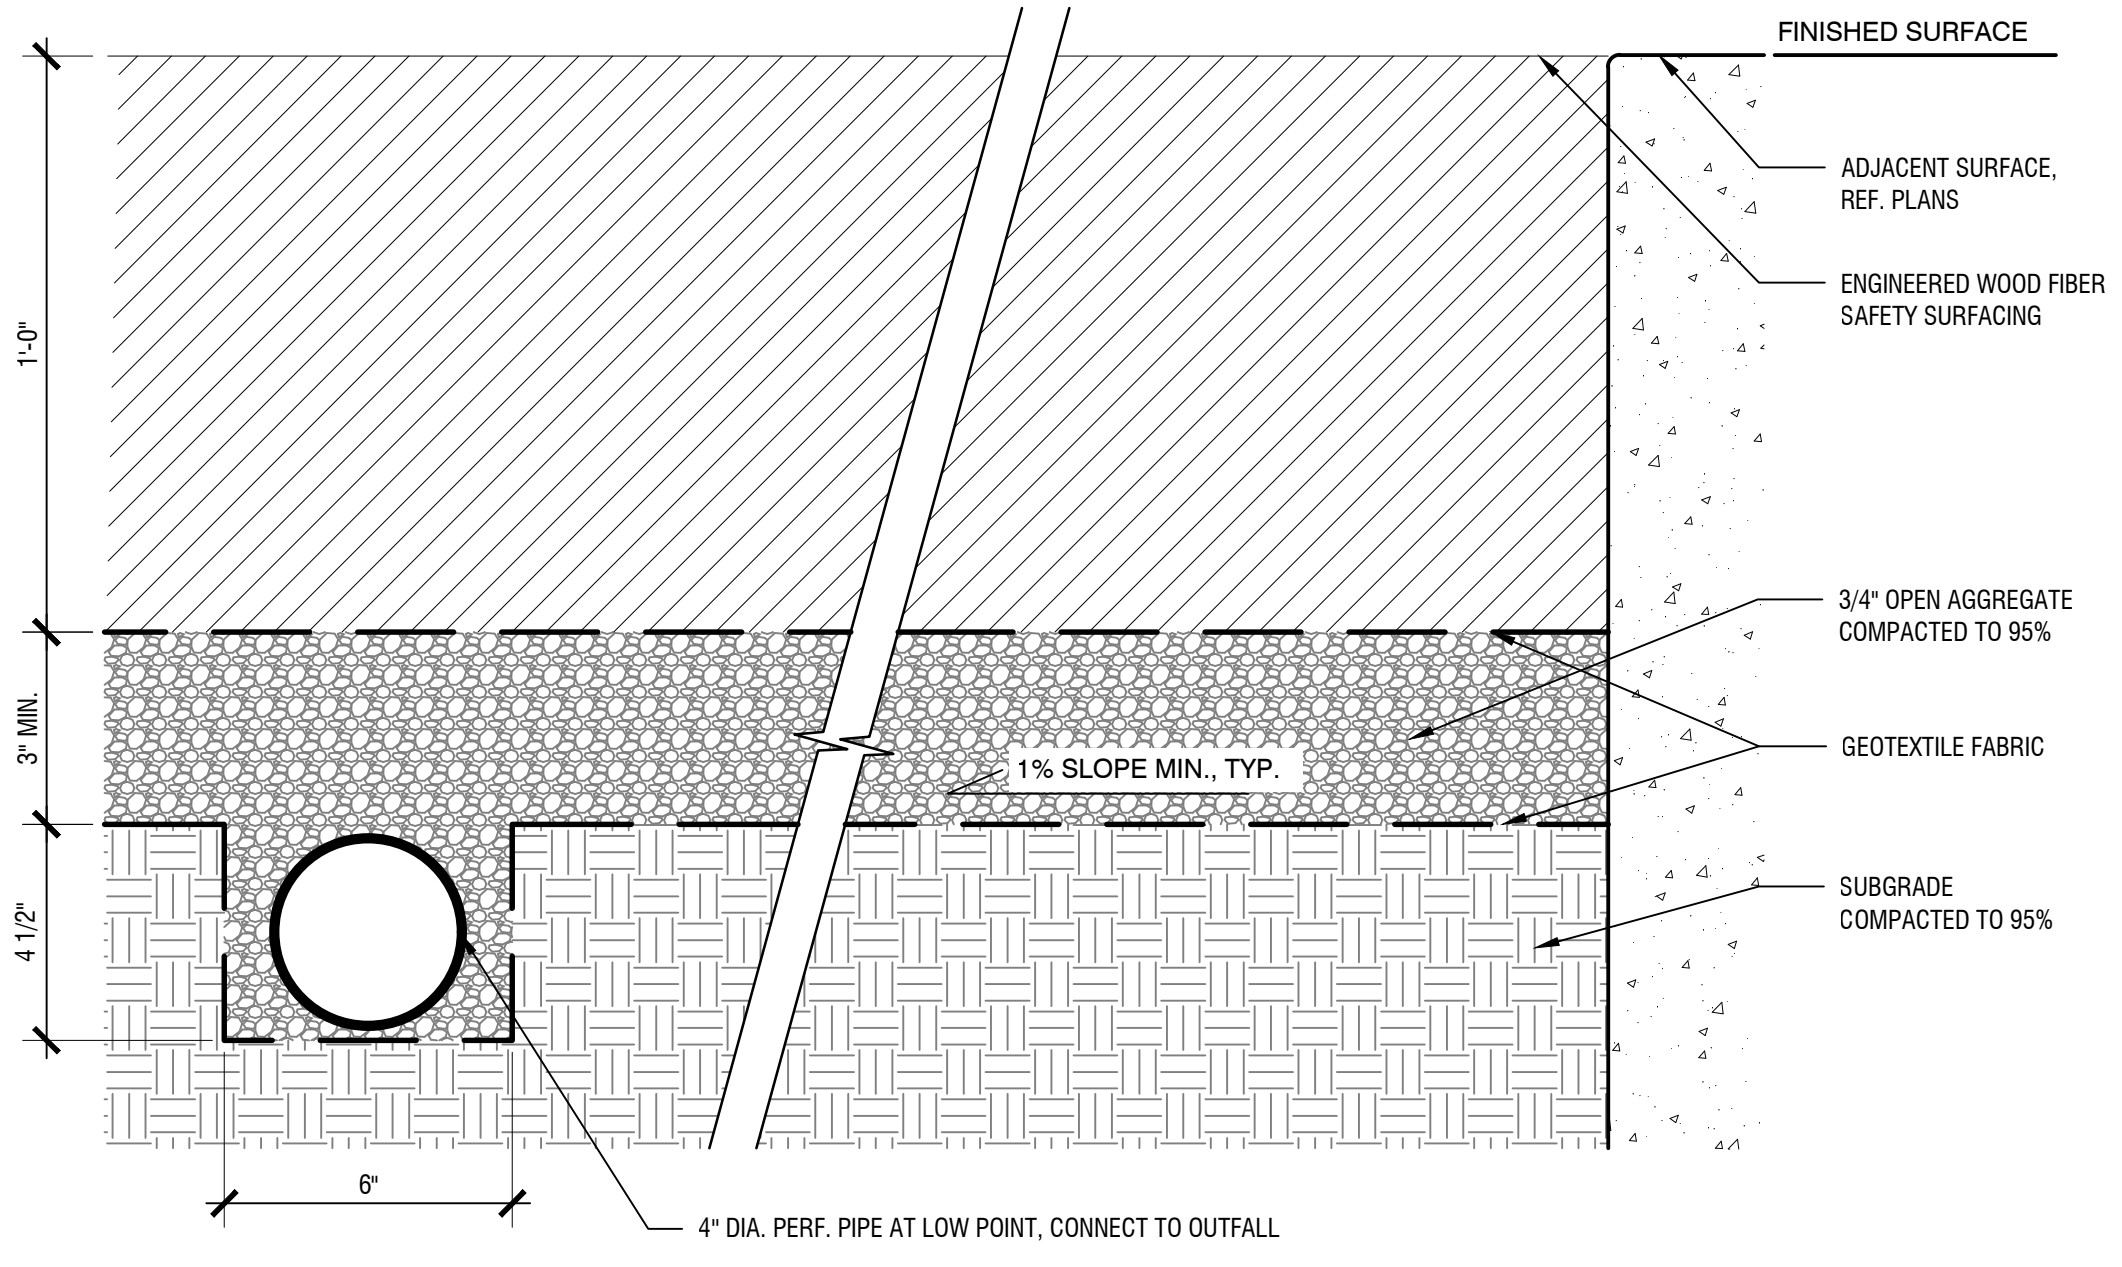 FINISHED SURFACE
ADJACENT SURFACE,
REF. PLANS
ENGINEERED WOOD FIBER
SAFETY SURFACING
1'-0"
3/4" OPEN AGGREGATE
COMPACTED TO 95%
3" MIN.
GEOTEXTILE FABRIC
1% SLOPE MIN., TYP.
SUBGRADE
COMPACTED TO 95%
4 1/2"
6"
4" DIA. PERF. PIPE AT LOW POINT, CONNECT TO OUTFALL